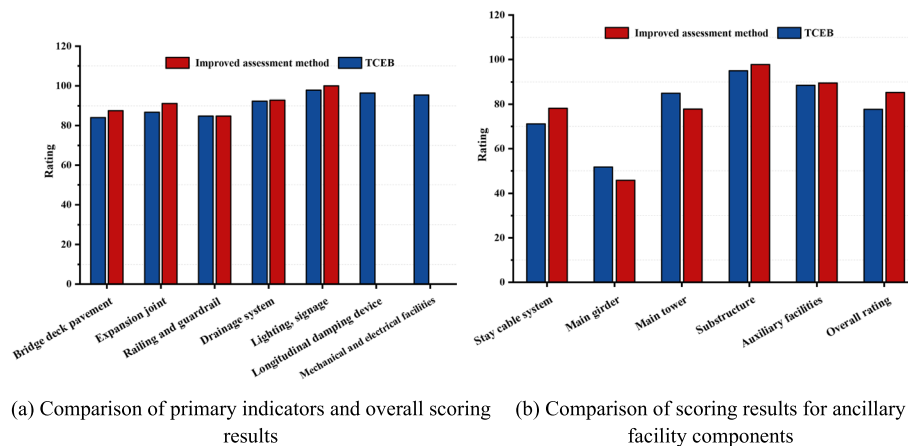 120
100
80
60
40
20
0
Rating
Improved assessment method
TCEB
Bridge deck pavement
Expansion joint
Railing and guardrail
Drainage system
Lighting, signage
Longitudinal damping device
Mechanical and electrical facilities
(a) Comparison of primary indicators and overall scoring
results
120
100
80
60
40
20
0
Rating
Improved assessment method
TCEB
Stay cable system
Main girder
Main tower
Substructure
Auxiliary facilities
Overall rating
(b) Comparison of scoring results for ancillary
facility components